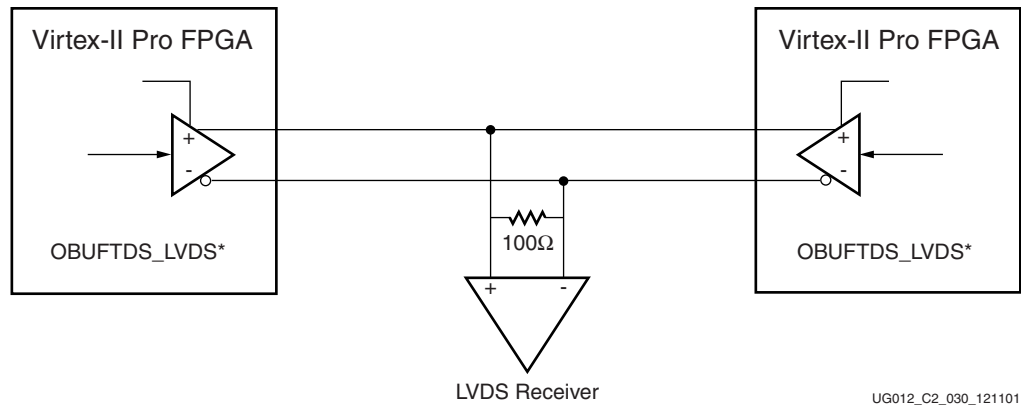 Virtex-II Pro FPGA
Virtex-II Pro FPGA
+
-
+
-
OBUFTDS_LVDS*
100Ω
OBUFTDS_LVDS*
+
-
LVDS Receiver
UG012_C2_030_121101